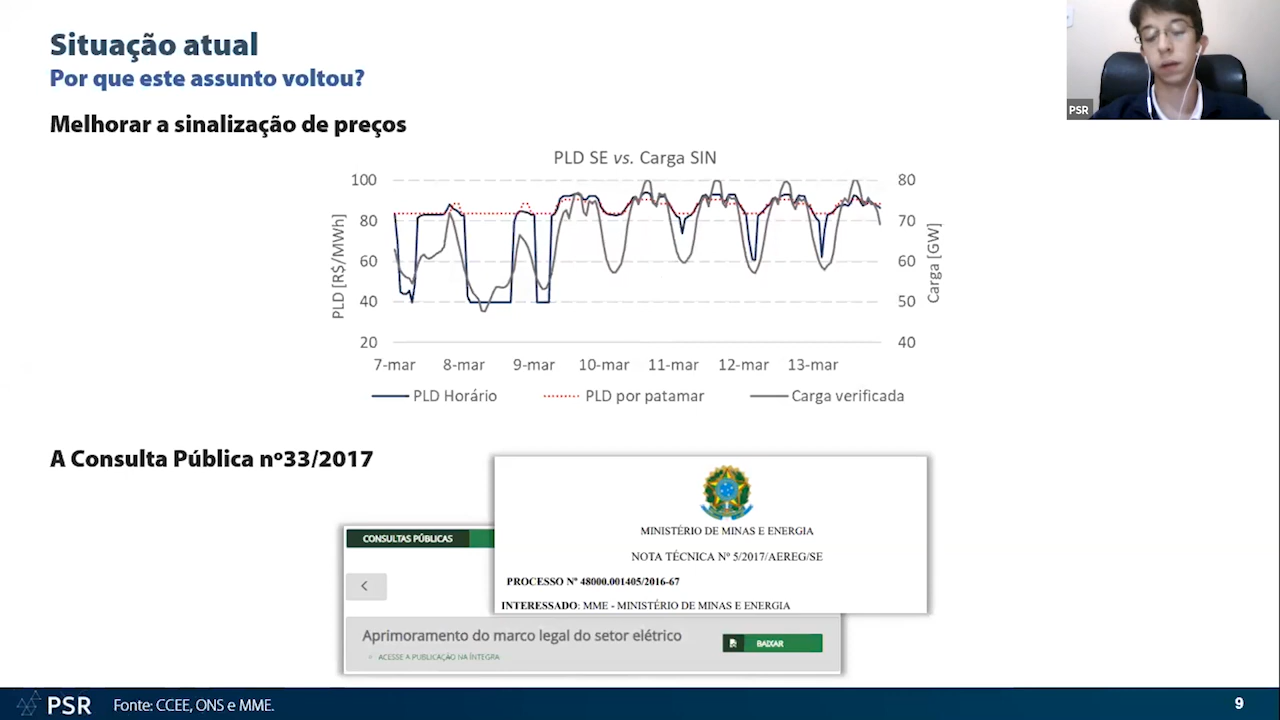 Situação atual
Por que este assunto voltou?
PSR
Melhorar a sinalização de preços
PLD SE vs. Carga SIN
100
80
80
70
60
60
40
50
20
40
PLD [R$/MWh]
Carga [GW]
7-mar 8-mar 9-mar 10-mar 11-mar 12-mar 13-mar
PLD Horário PLD por patamar Carga verificada
A Consulta Pública nº33/2017
MINISTÉRIO DE MINAS E ENERGIA
NOTA TÉCNICA Nº 5/2017/AEREG/SE
PROCESSO Nº 48000.001405/2016-67
INTERESSADO: MME - MINISTÉRIO DE MINAS E ENERGIA
CONSULTAS PÚBLICAS
Aprimoramento do marco legal do setor elétrico
BAIXAR
ACESSE A PUBLICAÇÃO NA ÍNTEGRA
PSR
Fonte: CCEE, ONS e MME.
9